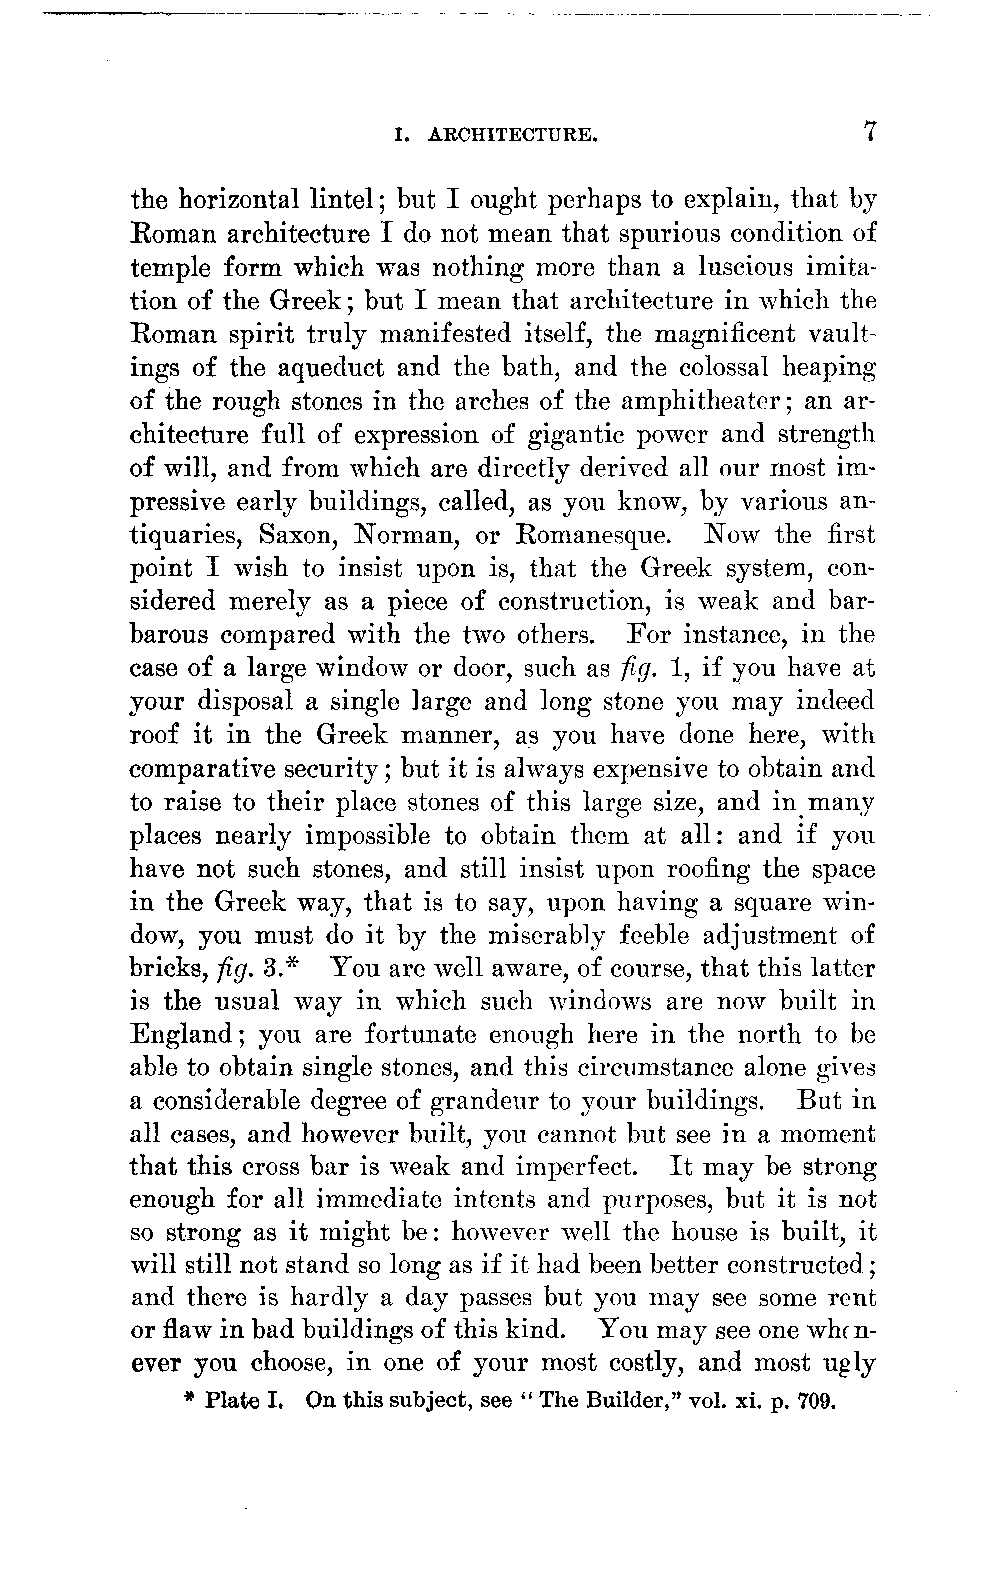 I. ARCHITECTURE. 7
the horizontal lintel; but I ought perhaps to explain, that by
Roman architecture I do not mean that spurious condition of
temple form which was nothing more than a luscious imita-
tion of the Greek; but I mean that architecture in which the
Roman spirit truly manifested itself, the magnificent vault-
ings of the aqueduct and the bath, and the colossal heaping
of the rough stones in the arches of the amphitheater; an ar-
chitecture full of expression of gigantic power and strength
of will, and from which are directly derived all our most im-
pressive early buildings, called, as you know, by various an-
tiquaries, Saxon, Norman, or Romanesque. Now the first
point I wish to insist upon is, that the Greek system, con-
sidered merely as a piece of construction, is weak and bar-
barous compared with the two others. For instance, in the
case of a large window or door, such as fig. 1, if you have at
your disposal a single large and long stone you may indeed
roof it in the Greek manner, as you have done here, with
comparative security; but it is always expensive to obtain and
to raise to their place stones of this large size, and in many
places nearly impossible to obtain them at all: and if you
have not such stones, and still insist upon roofing the space
in the Greek way, that is to say, upon having a square win-
dow, you must do it by the miserably feeble adjustment of
bricks, fig. 3.* You are well aware, of course, that this latter
is the usual way in which such windows are now built in
England; you are fortunate enough here in the north to be
able to obtain single stones, and this circumstance alone gives
a considerable degree of grandeur to your buildings. But in
all cases, and however built, you cannot but see in a moment
that this cross bar is weak and imperfect. It may be strong
enough for all immediate intents and purposes, but it is not
so strong as it might be: however well the house is built, it
will still not stand so long as if it had been better constructed;
and there is hardly a day passes but you may see some rent
or flaw in bad buildings of this kind. You may see one when-
ever you choose, in one of your most costly, and most ugly
* Plate I. On this subject, see "The Builder," vol. xi. p. 709.